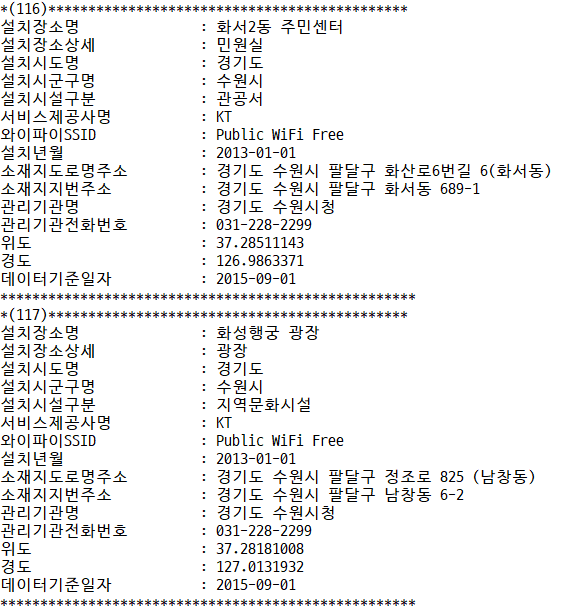 *(116)*****************************************
설치장소명 : 화서2동 주민센터
설치장소상세 : 민원실
설치시도명 : 경기도
설치시군구명 : 수원시
설치시설구분 : 관공서
서비스제공사명 : KT
와이파이SSID : Public WiFi Free
설치년월 : 2013-01-01
소재지도로명주소 : 경기도 수원시 팔달구 화산로6번길 6(화서동)
소재지지번주소 : 경기도 수원시 팔달구 화서동 689-1
관리기관명 : 경기도 수원시청
관리기관전화번호 : 031-228-2299
위도 : 37.28511143
경도 : 126.9863371
데이터기준일자 : 2015-09-01
****************************************************
*(117)*****************************************
설치장소명 : 화성행궁 광장
설치장소상세 : 광장
설치시도명 : 경기도
설치시군구명 : 수원시
설치시설구분 : 지역문화시설
서비스제공사명 : KT
와이파이SSID : Public WiFi Free
설치년월 : 2013-01-01
소재지도로명주소 : 경기도 수원시 팔달구 정조로 825 (남창동)
소재지지번주소 : 경기도 수원시 팔달구 남창동 6-2
관리기관명 : 경기도 수원시청
관리기관전화번호 : 031-228-2299
위도 : 37.28181008
경도 : 127.0131932
데이터기준일자 : 2015-09-01
****************************************************